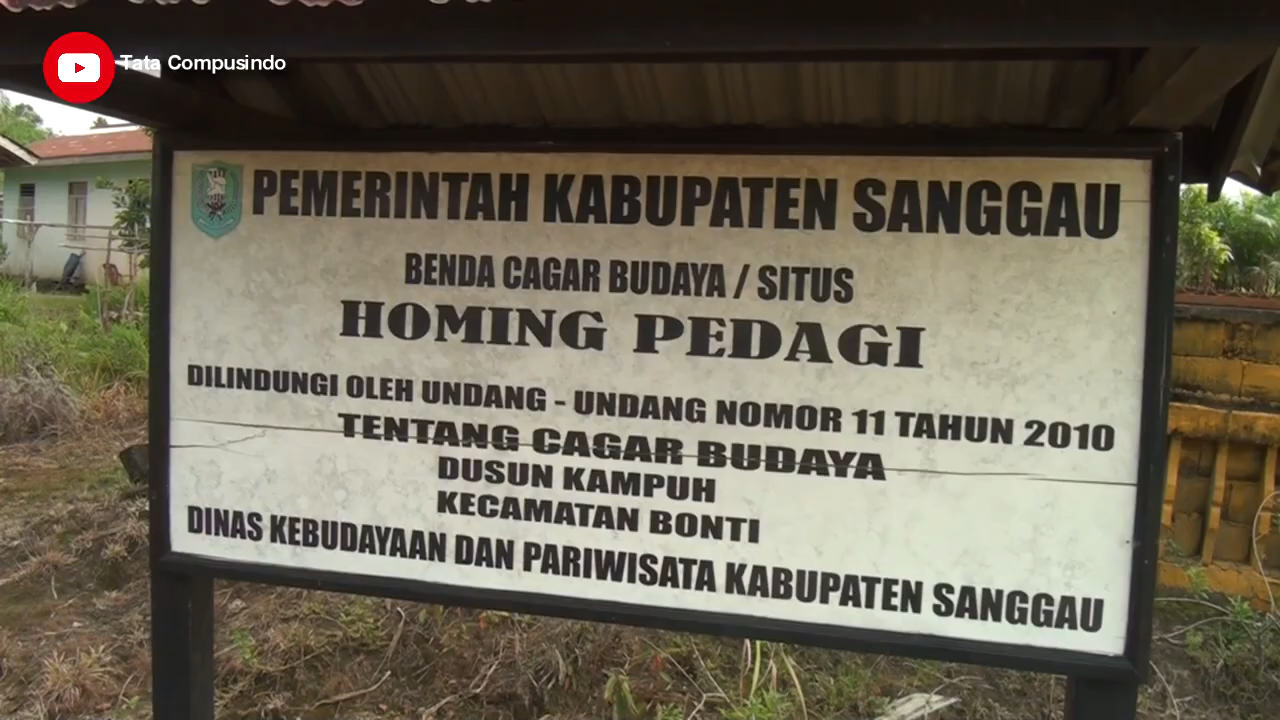 Tata Compusindo
PEMERINTAH KABUPATEN SANGGAU
BENDA CAGAR BUDAYA / SITUS
HOMING PEDAGI
DILINDUNGI OLEH UNDANG - UNDANG NOMOR 11 TAHUN 2010
TENTANG CAGAR BUDAYA
DUSUN KAMPUH
KECAMATAN BONTI
DINAS KEBUDAYAAN DAN PARIWISATA KABUPATEN SANGGAU